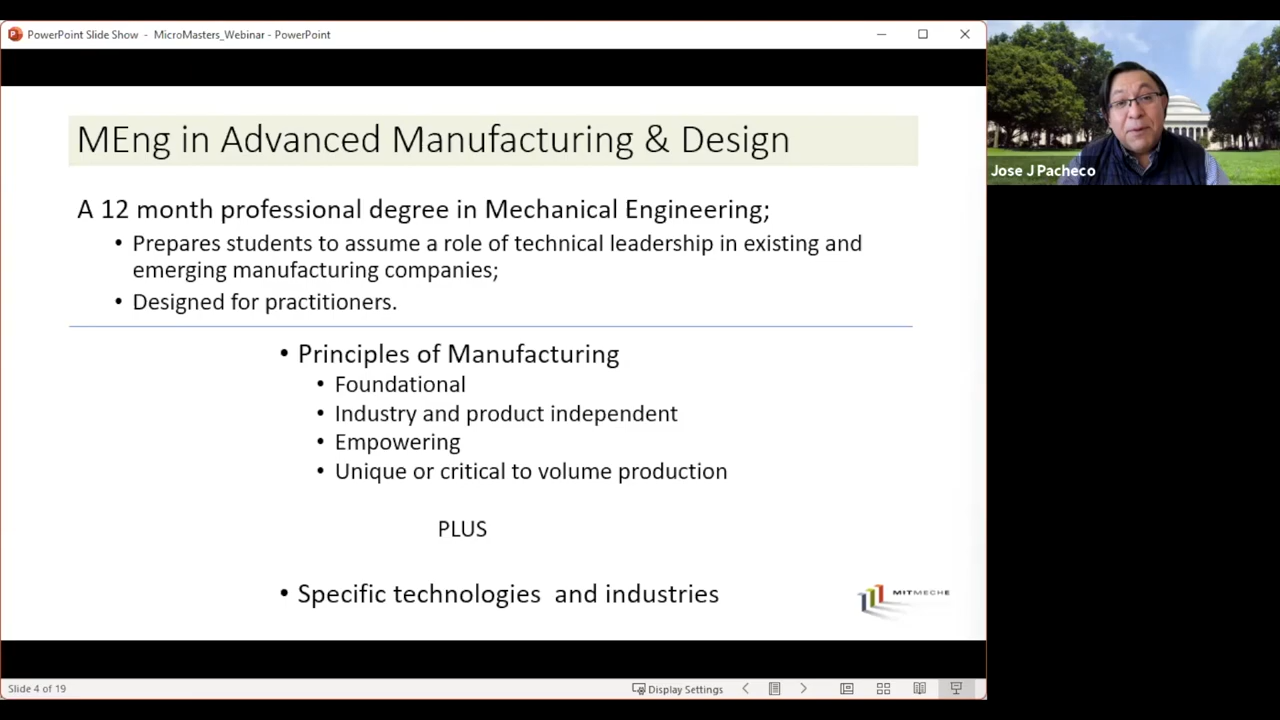 PowerPoint Slide Show - MicroMasters_Webinar - PowerPoint
MEng in Advanced Manufacturing & Design
A 12 month professional degree in Mechanical Engineering;
• Prepares students to assume a role of technical leadership in existing and
emerging manufacturing companies;
• Designed for practitioners.
• Principles of Manufacturing
• Foundational
• Industry and product independent
• Empowering
• Unique or critical to volume production
PLUS
• Specific technologies and industries
MITMECHE
Jose J Pacheco
Slide 4 of 19
Display Settings